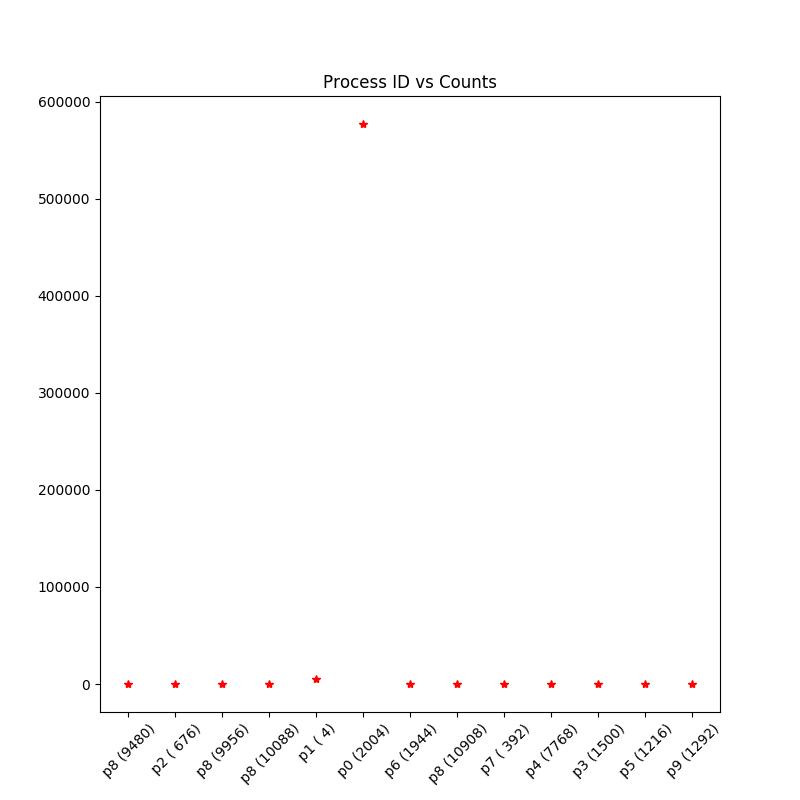 Process ID vs Counts
600000
500000
400000
300000
200000
100000
0
p8 (9480)
p2 ( 676)
p8 (9956)
p8 (10088)
p1 ( 4)
p0 (2004)
p6 (1944)
p8 (10908)
p7 ( 392)
p4 (7768)
p3 (1500)
p5 (1216)
p9 (1292)